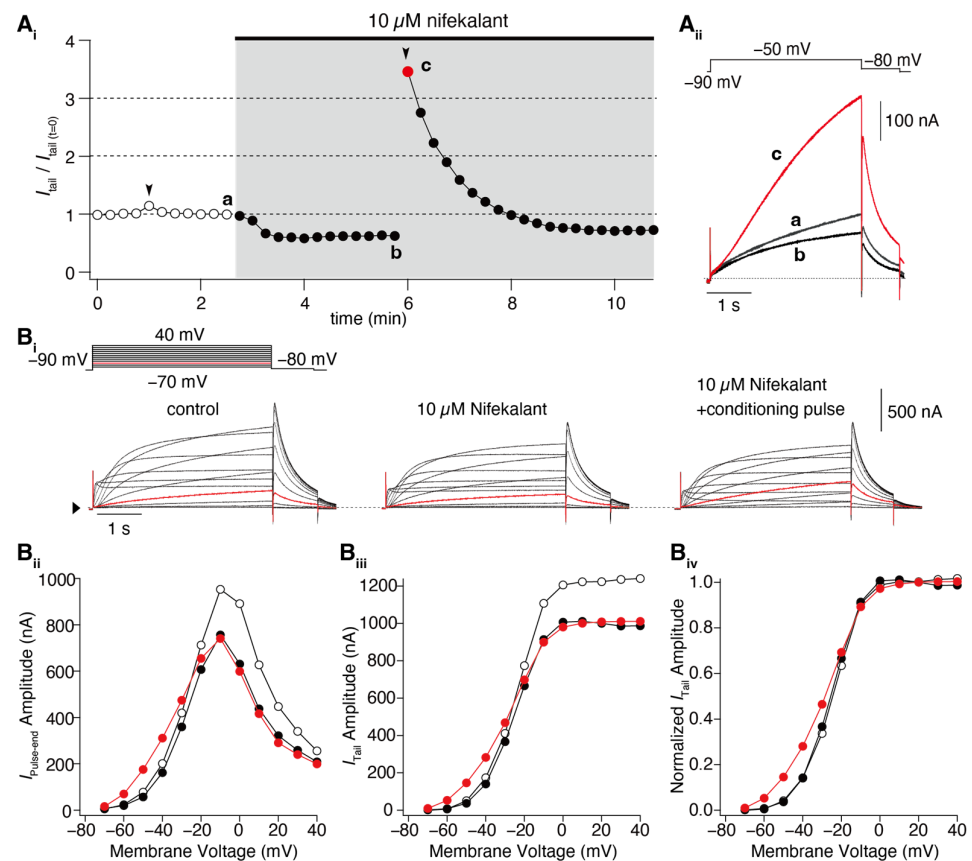 Ai
10 µM nifekalant
4
3
2
1
0
Itail / Itail (t=0)
a
b
c
0 2 4 6 8 10
time (min)
Aii
−50 mV
−80 mV
−90 mV
100 nA
c
a
b
1 s
Bi
40 mV
−90 mV
−80 mV
−70 mV
control
10 µM Nifekalant
10 µM Nifekalant
+conditioning pulse
500 nA
1 s
Bii
1000
800
600
400
200
0
IPulse-end Amplitude (nA)
−80 −60 −40 −20 0 20 40
Membrane Voltage (mV)
Biii
1200
1000
800
600
400
200
0
ITail Amplitude (nA)
−80 −60 −40 −20 0 20 40
Membrane Voltage (mV)
Biv
1.0
0.8
0.6
0.4
0.2
0.0
Normalized ITail Amplitude
−80 −60 −40 −20 0 20 40
Membrane Voltage (mV)